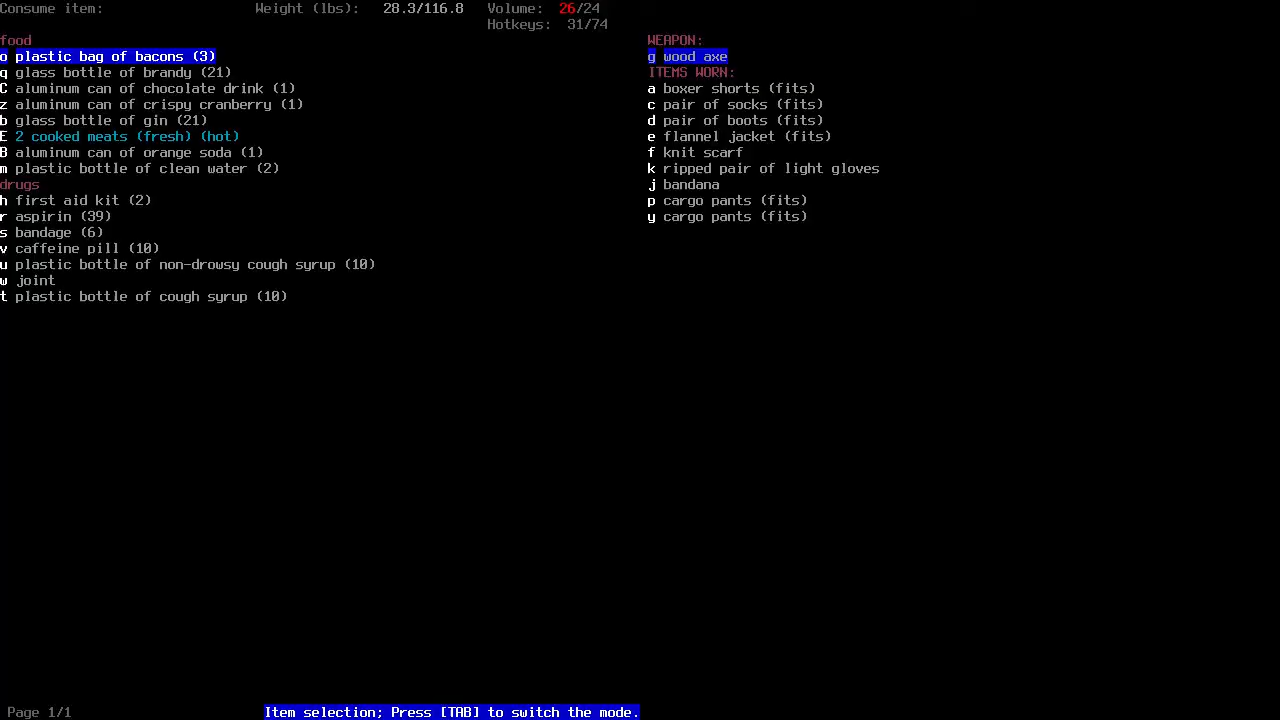 Consume item: Weight (lbs): 28.3/116.8 Volume: 26/24
Hotkeys: 31/74
food
o plastic bag of bacons (3)
q glass bottle of brandy (21)
C aluminum can of chocolate drink (1)
z aluminum can of crispy cranberry (1)
b glass bottle of gin (21)
E 2 cooked meats (fresh) (hot)
B aluminum can of orange soda (1)
m plastic bottle of clean water (2)
drugs
h first aid kit (2)
r aspirin (39)
s bandage (6)
v caffeine pill (10)
u plastic bottle of non-drowsy cough syrup (10)
w joint
t plastic bottle of cough syrup (10)
WEAPON:
g wood axe
ITEMS WORN:
a boxer shorts (fits)
c pair of socks (fits)
d pair of boots (fits)
e flannel jacket (fits)
f knit scarf
k ripped pair of light gloves
j bandana
p cargo pants (fits)
y cargo pants (fits)
Page 1/1 Item selection; Press [TAB] to switch the mode.